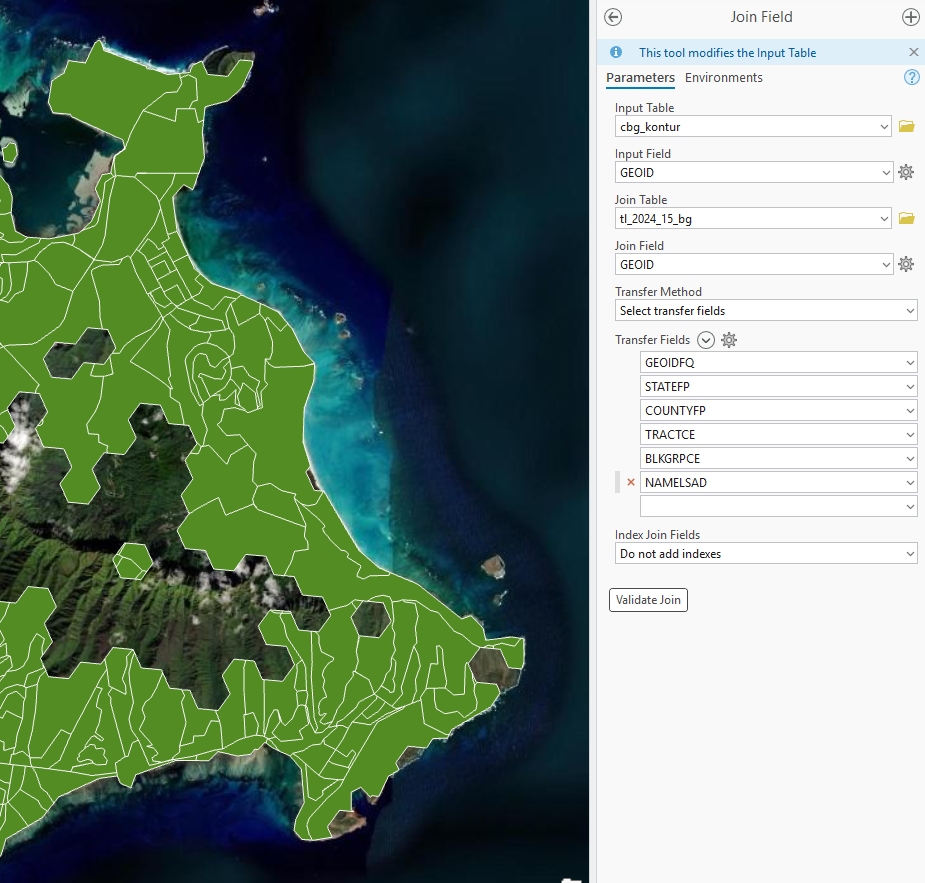 Join Field
This tool modifies the Input Table
Parameters Environments
Input Table
cbg_kontur
Input Field
GEOID
Join Table
tl_2024_15_bg
Join Field
GEOID
Transfer Method
Select transfer fields
Transfer Fields
GEOIDFQ
STATEFP
COUNTYFP
TRACTCE
BLKGRPCE
NAMELSAD
Index Join Fields
Do not add indexes
Validate Join